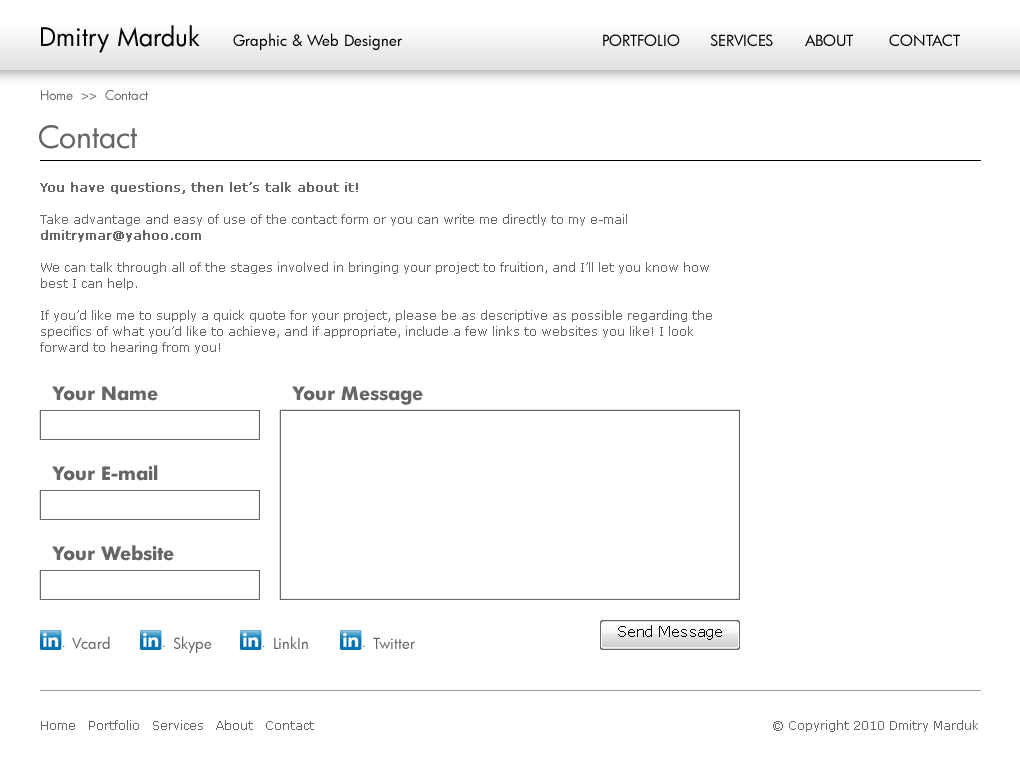 Dmitry Marduk Graphic & Web Designer PORTFOLIO SERVICES ABOUT CONTACT
Home >> Contact
Contact
You have questions, then let’s talk about it!
Take advantage and easy of use of the contact form or you can write me directly to my e-mail
dmitrymar@yahoo.com
We can talk through all of the stages involved in bringing your project to fruition, and I’ll let you know how
best I can help.
If you’d like me to supply a quick quote for your project, please be as descriptive as possible regarding the
specifics of what you’d like to achieve, and if appropriate, include a few links to websites you like! I look
forward to hearing from you!
Your Name
Your Message
Your E-mail
Your Website
in Vcard in Skype in LinkIn in Twitter
Send Message
Home Portfolio Services About Contact
© Copyright 2010 Dmitry Marduk